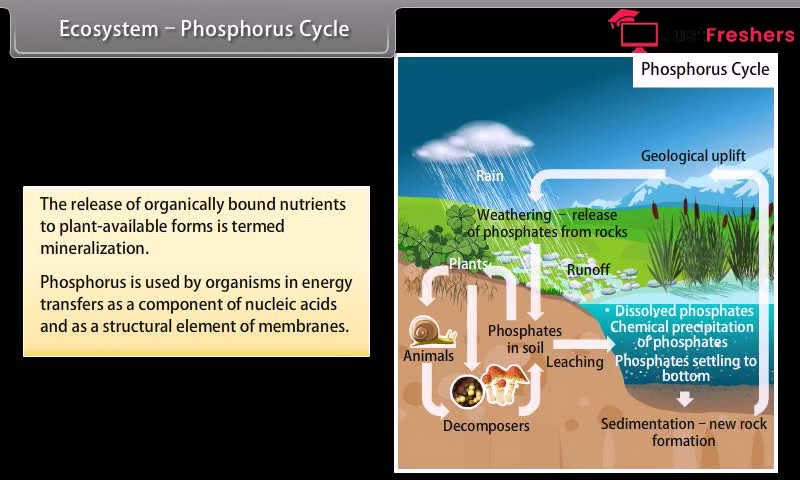 Ecosystem – Phosphorus Cycle
Just Freshers
Phosphorus Cycle
The release of organically bound nutrients
to plant-available forms is termed
mineralization.
Phosphorus is used by organisms in energy
transfers as a component of nucleic acids
and as a structural element of membranes.
Geological uplift
Rain
Weathering – release
of phosphates from rocks
Plants
Runoff
• Dissolyed phosphates
Chemical precipitation
of phosphates
Phosphates settling to
bottom
Animals
Phosphates
in soil
Leaching
Decomposers
Sedimentation – new rock
formation